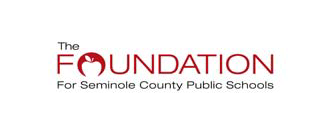 The
FOUNDATION
For Seminole County Public Schools